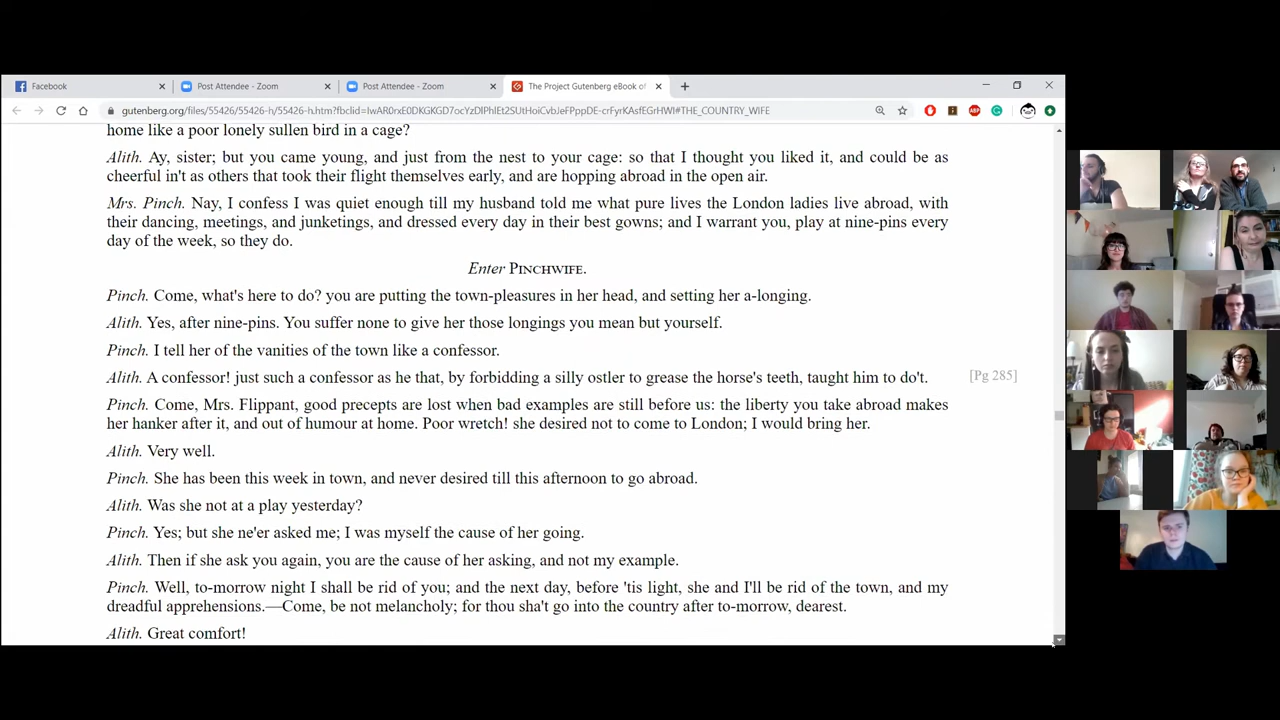 Facebook
Post Attendee - Zoom
Post Attendee - Zoom
The Project Gutenberg eBook of
gutenberg.org/files/55426/55426-h/55426-h.htm?fbclid=IwAR0rxE0DKGKGD7ocYzDlPhlEt2SUtHoiCvbJeFPppDE-crFyrKAsfEGrHWI#THE_COUNTRY_WIFE
home like a poor lonely sullen bird in a cage?
Alith. Ay, sister; but you came young, and just from the nest to your cage: so that I thought you liked it, and could be as
cheerful in't as others that took their flight themselves early, and are hopping abroad in the open air.
Mrs. Pinch. Nay, I confess I was quiet enough till my husband told me what pure lives the London ladies live abroad, with
their dancing, meetings, and junketings, and dressed every day in their best gowns; and I warrant you, play at nine-pins every
day of the week, so they do.
Enter PINCHWIFE.
Pinch. Come, what's here to do? you are putting the town-pleasures in her head, and setting her a-longing.
Alith. Yes, after nine-pins. You suffer none to give her those longings you mean but yourself.
Pinch. I tell her of the vanities of the town like a confessor.
Alith. A confessor! just such a confessor as he that, by forbidding a silly ostler to grease the horse's teeth, taught him to do't.
[Pg 285]
Pinch. Come, Mrs. Flippant, good precepts are lost when bad examples are still before us: the liberty you take abroad makes
her hanker after it, and out of humour at home. Poor wretch! she desired not to come to London; I would bring her.
Alith. Very well.
Pinch. She has been this week in town, and never desired till this afternoon to go abroad.
Alith. Was she not at a play yesterday?
Pinch. Yes; but she ne'er asked me; I was myself the cause of her going.
Alith. Then if she ask you again, you are the cause of her asking, and not my example.
Pinch. Well, to-morrow night I shall be rid of you; and the next day, before 'tis light, she and I'll be rid of the town, and my
dreadful apprehensions.—Come, be not melancholy; for thou sha't go into the country after to-morrow, dearest.
Alith. Great comfort!